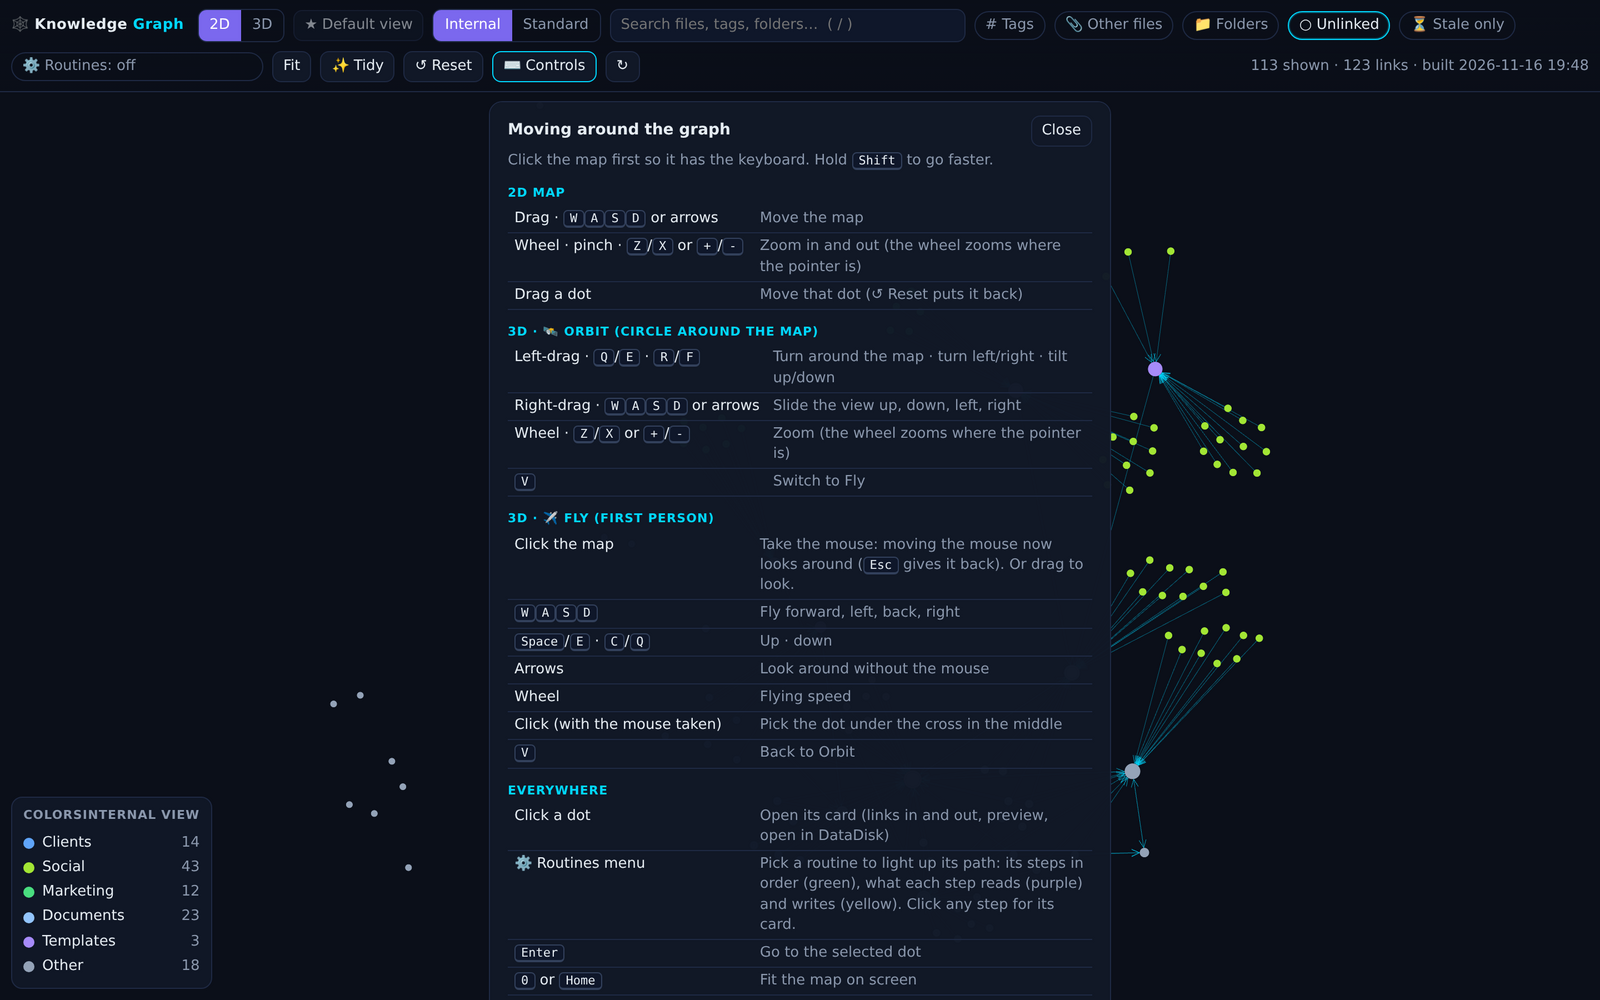 Knowledge Graph 2D 3D ★ Default view Internal Standard Search files, tags, folders... ( / ) # Tags Other files Folders ○ Unlinked Stale only
Routines: off Fit Tidy ↺ Reset Controls ↻ 113 shown · 123 links · built 2026-11-16 19:48
Moving around the graph Close
Click the map first so it has the keyboard. Hold Shift to go faster.
2D MAP
Drag · W A S D or arrows Move the map
Wheel · pinch · Z/X or +/- Zoom in and out (the wheel zooms where
the pointer is)
Drag a dot Move that dot (↺ Reset puts it back)
3D · ORBIT (CIRCLE AROUND THE MAP)
Left-drag · Q/E · R/F Turn around the map · turn left/right · tilt
up/down
Right-drag · W A S D or arrows Slide the view up, down, left, right
Wheel · Z/X or +/- Zoom (the wheel zooms where the pointer
is)
V Switch to Fly
3D · FLY (FIRST PERSON)
Click the map Take the mouse: moving the mouse now
looks around (Esc gives it back). Or drag to
look.
W A S D Fly forward, left, back, right
Space/E · C/Q Up · down
Arrows Look around without the mouse
Wheel Flying speed
Click (with the mouse taken) Pick the dot under the cross in the middle
V Back to Orbit
EVERYWHERE
Click a dot Open its card (links in and out, preview,
open in DataDisk)
Routines menu Pick a routine to light up its path: its steps in
order (green), what each step reads (purple)
and writes (yellow). Click any step for its
card.
Enter Go to the selected dot
0 or Home Fit the map on screen
COLORSINTERNAL VIEW
Clients 14
Social 43
Marketing 12
Documents 23
Templates 3
Other 18